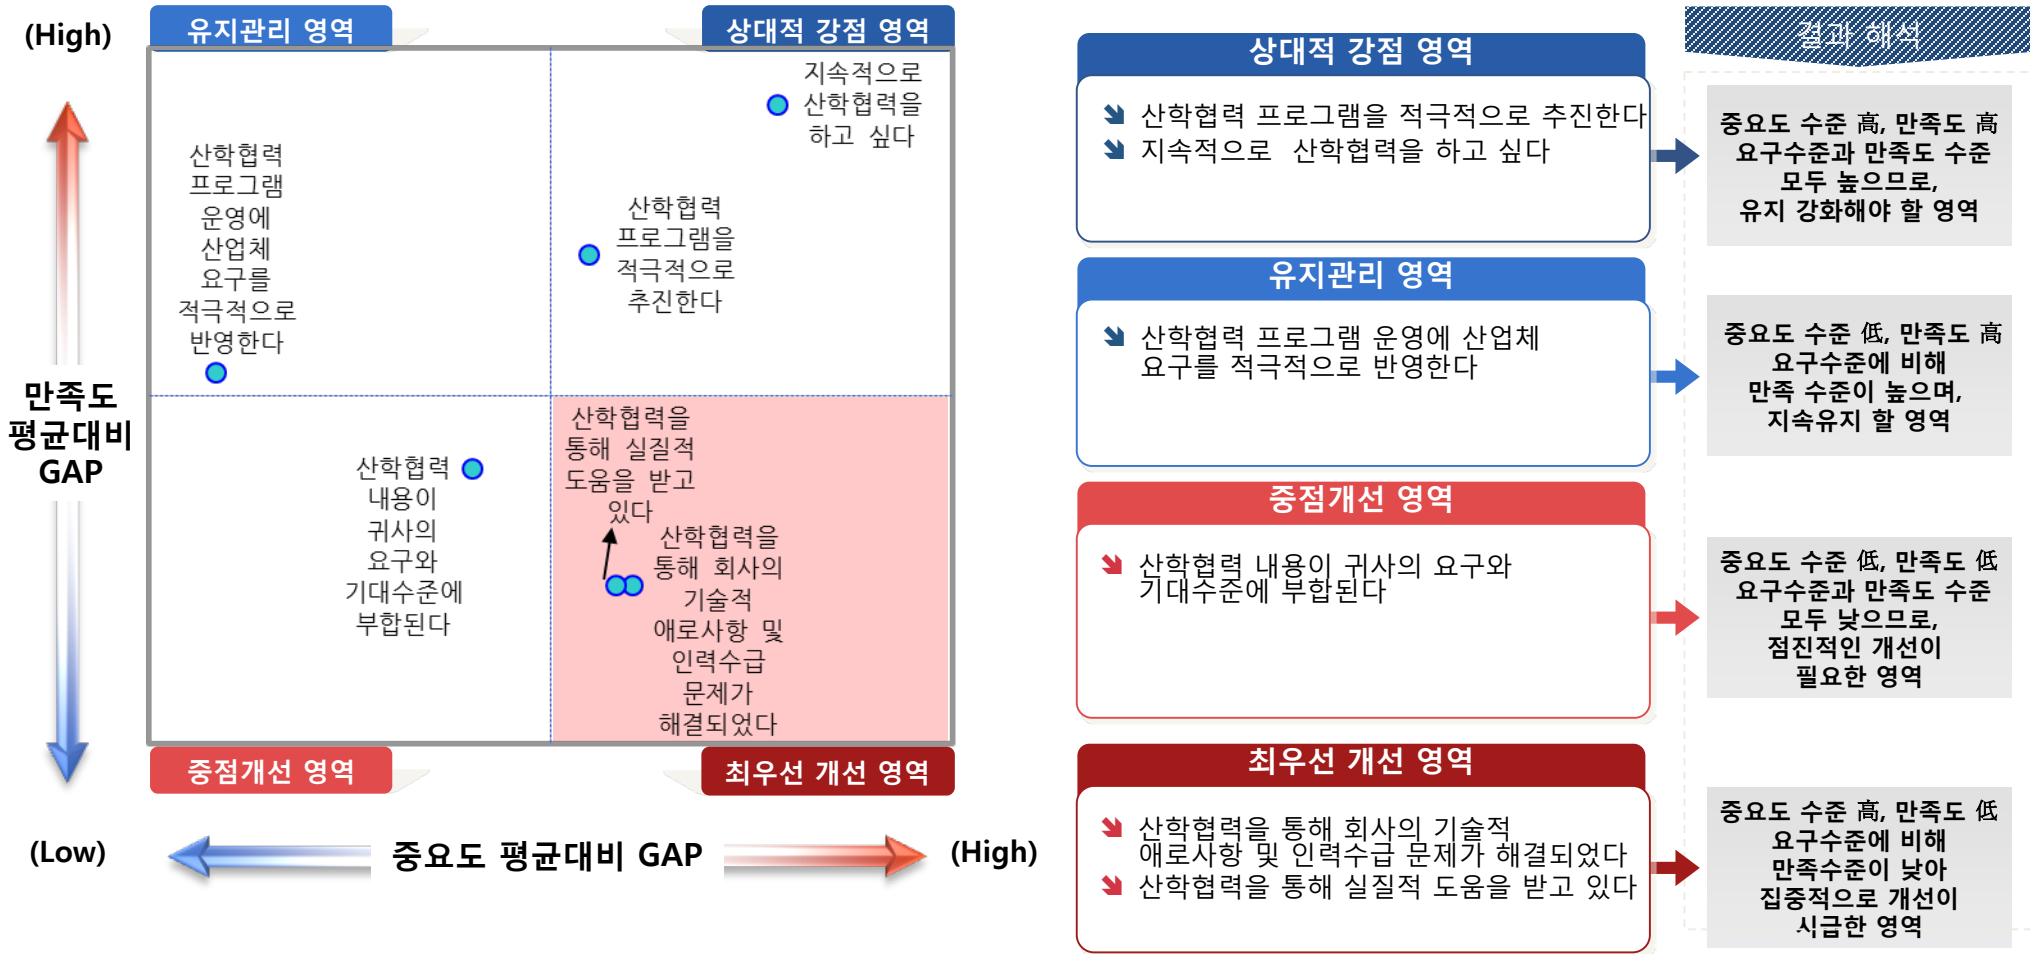 (High)
유지관리 영역
상대적 강점 영역
지속적으로
산학협력을
하고 싶다
산학협력
프로그램
운영에
산업체
요구를
적극적으로
반영한다
산학협력
프로그램을
적극적으로
추진한다
만족도
평균대비
GAP
산학협력
내용이
귀사의
요구와
기대수준에
부합된다
산학협력을
통해 실질적
도움을 받고
있다
산학협력을
통해 회사의
기술적
애로사항 및
인력수급
문제가
해결되었다
중점개선 영역
최우선 개선 영역
(Low)
중요도 평균대비 GAP
(High)
결과 해석
상대적 강점 영역
산학협력 프로그램을 적극적으로 추진한다
지속적으로 산학협력을 하고 싶다
중요도 수준 高, 만족도 高
요구수준과 만족도 수준
모두 높으므로,
유지 강화해야 할 영역
유지관리 영역
산학협력 프로그램 운영에 산업체
요구를 적극적으로 반영한다
중요도 수준 低, 만족도 高
요구수준에 비해
만족 수준이 높으며,
지속유지 할 영역
중점개선 영역
산학협력 내용이 귀사의 요구와
기대수준에 부합된다
중요도 수준 低, 만족도 低
요구수준과 만족도 수준
모두 낮으므로,
점진적인 개선이
필요한 영역
최우선 개선 영역
산학협력을 통해 회사의 기술적
애로사항 및 인력수급 문제가 해결되었다
산학협력을 통해 실질적 도움을 받고 있다
중요도 수준 高, 만족도 低
요구수준에 비해
만족수준이 낮아
집중적으로 개선이
시급한 영역